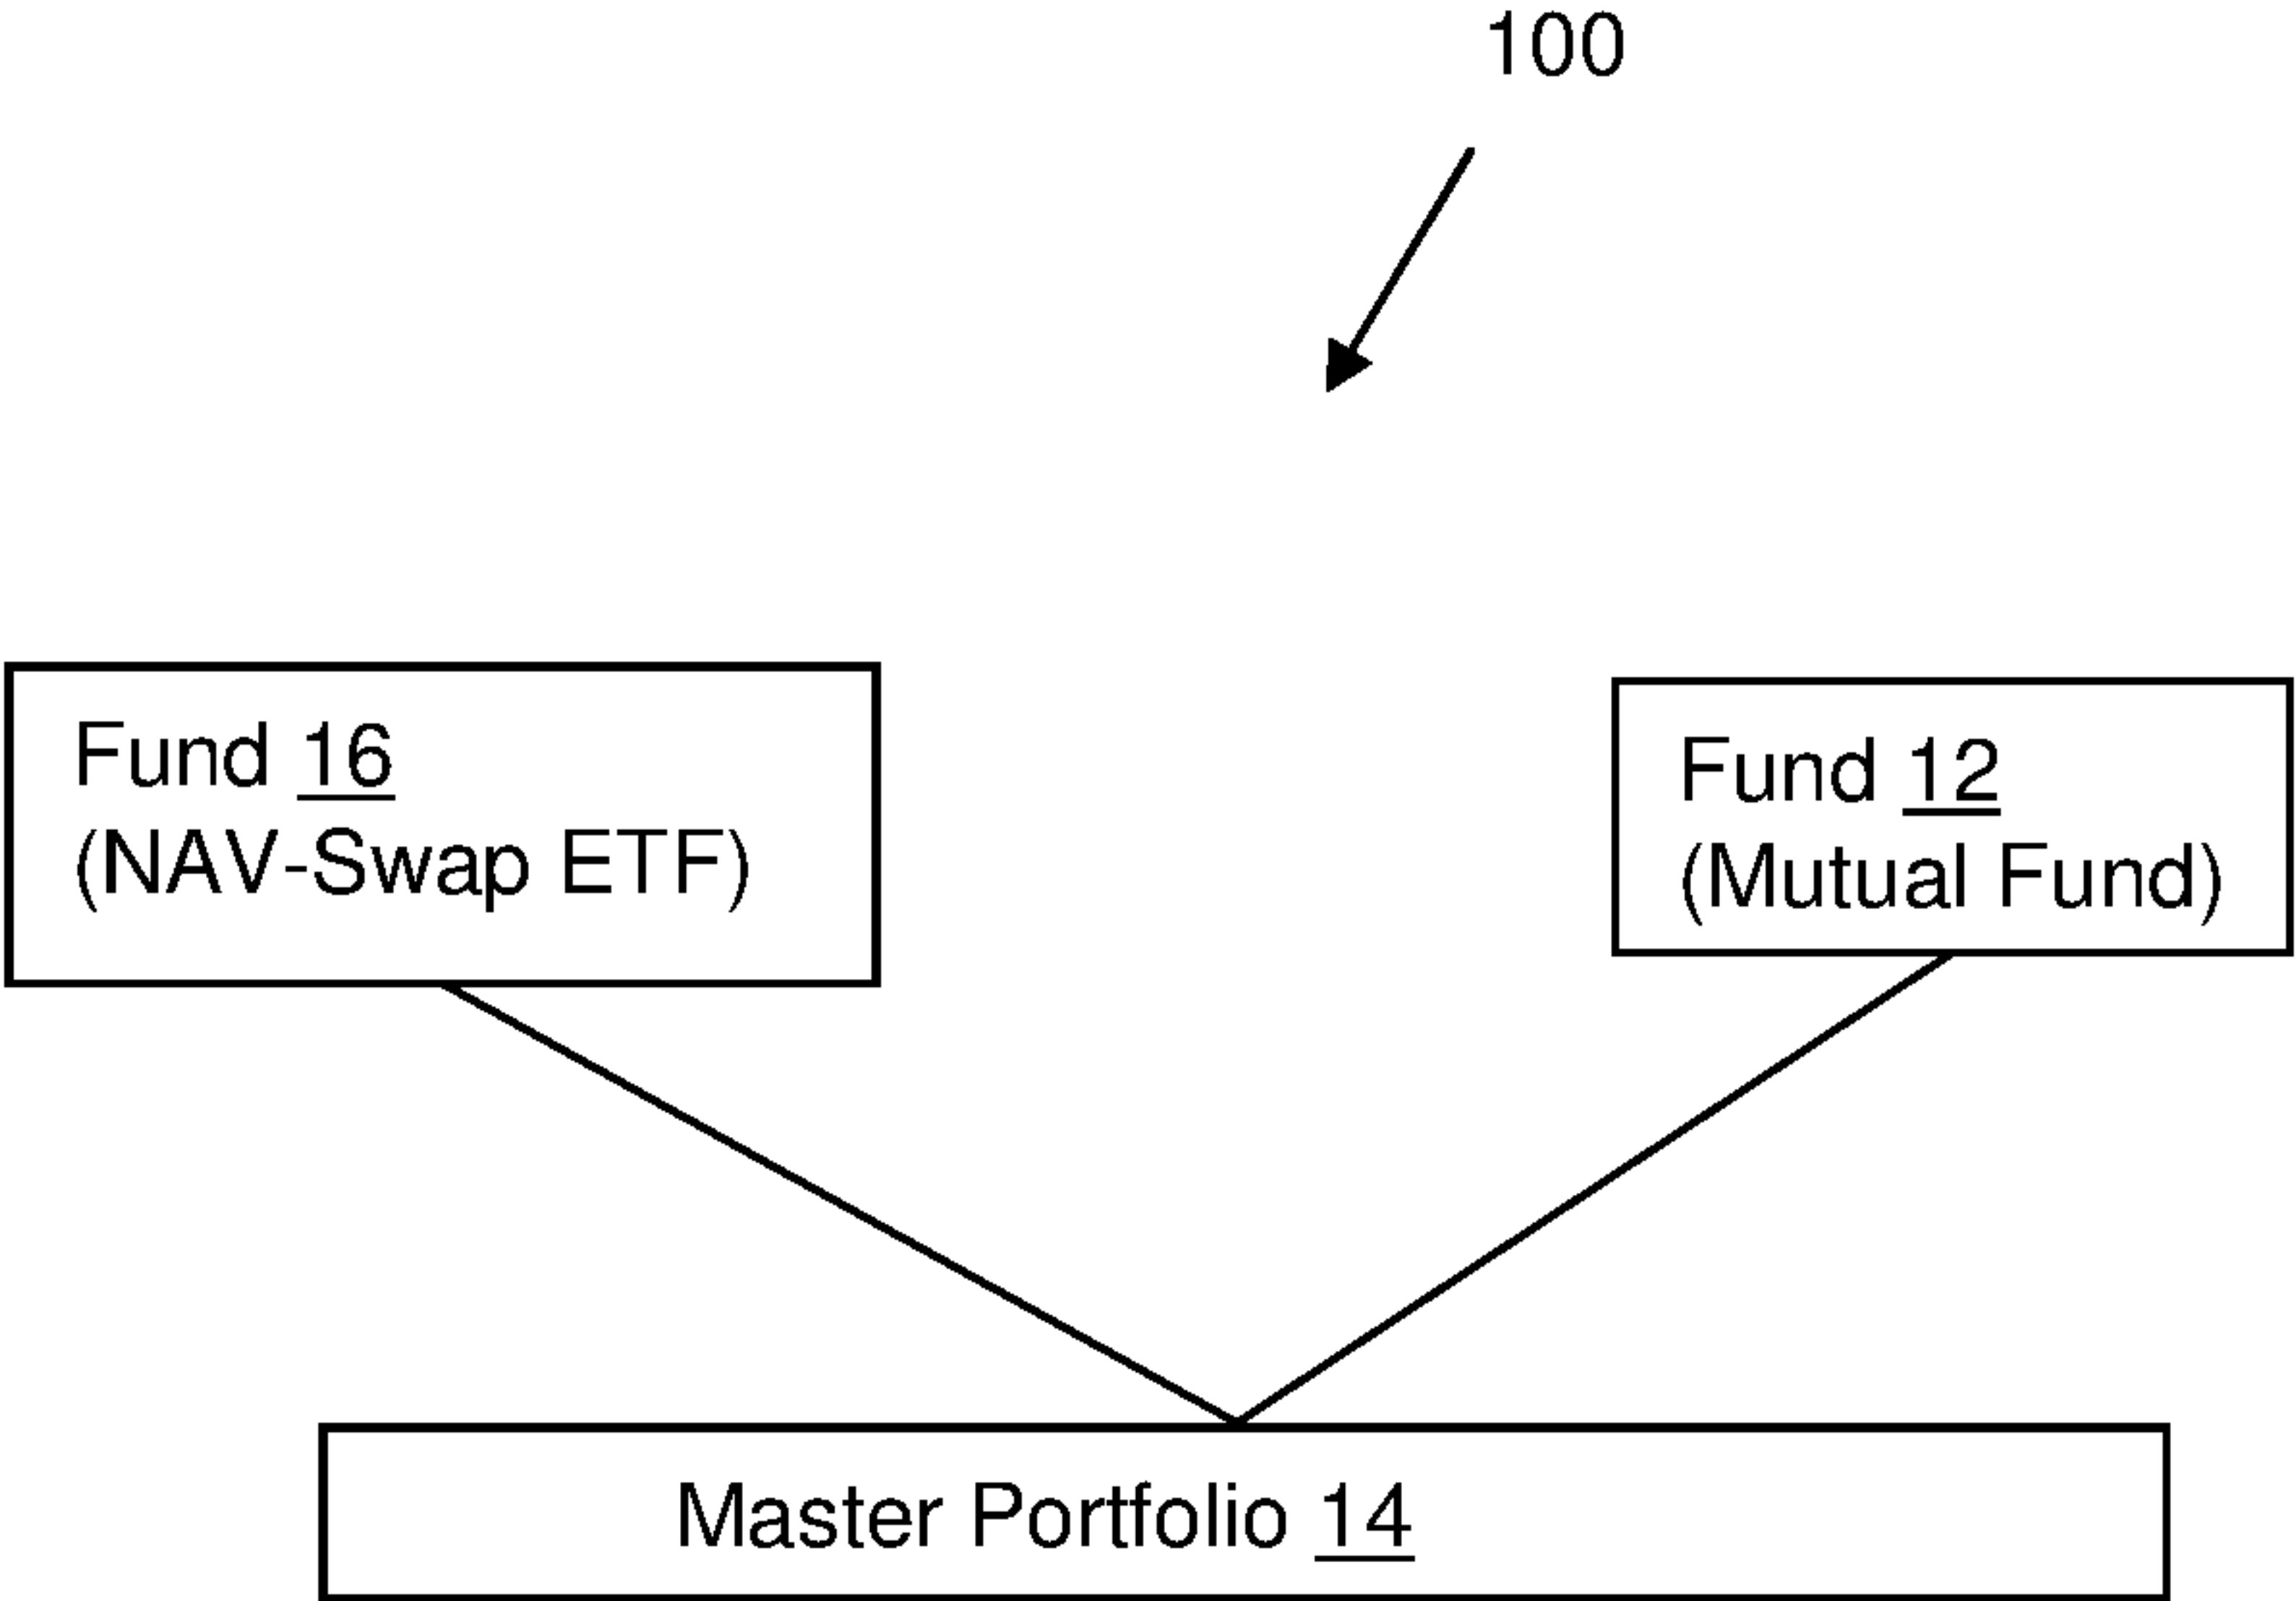 100
Fund 16
(NAV-Swap ETF)
Fund 12
(Mutual Fund)
Master Portfolio 14